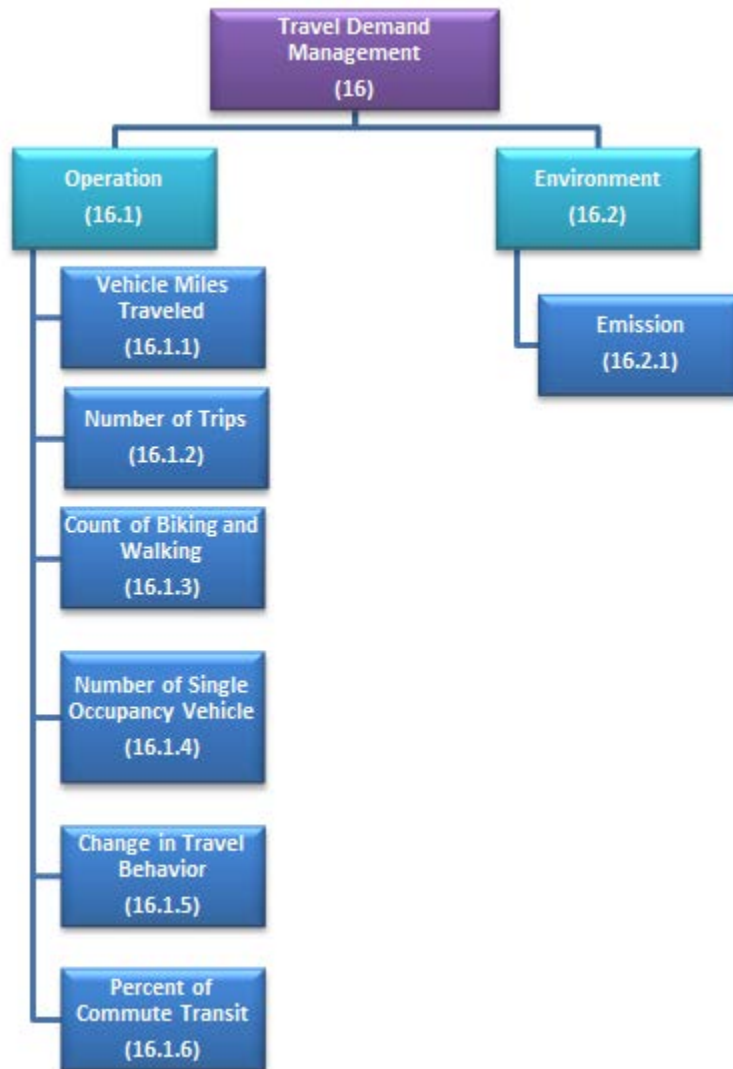 Travel Demand
Management
(16)
Operation
(16.1)
Environment
(16.2)
Vehicle Miles
Traveled
(16.1.1)
Number of Trips
(16.1.2)
Count of Biking and
Walking
(16.1.3)
Number of Single
Occupancy Vehicle
(16.1.4)
Change in Travel
Behavior
(16.1.5)
Percent of
Commute Transit
(16.1.6)
Emission
(16.2.1)